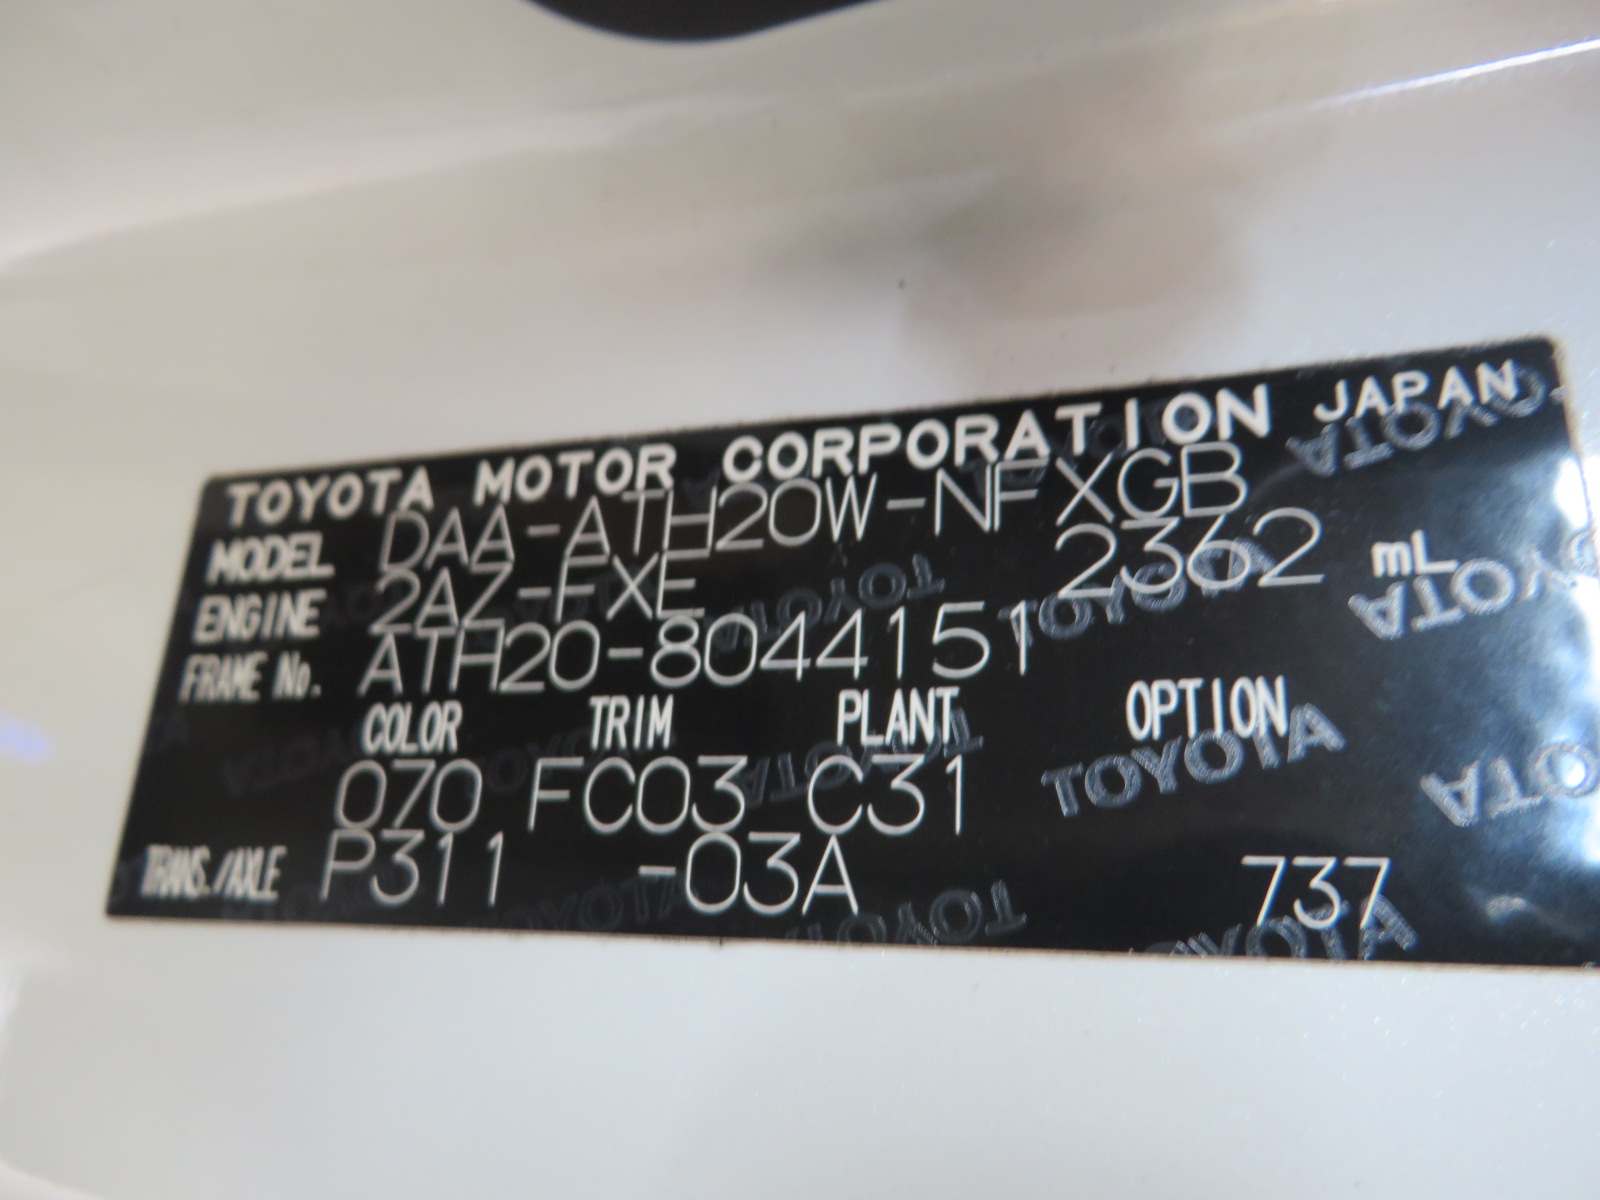 TOYOTA MOTOR CORPORATION JAPAN
MODEL DAA-ATH20W-NFXGB
ENGINE 2AZ-FXE 2362 mL
FRAME No. ATH20-8044151
COLOR TRIM PLANT OPTION
070 FC03 C31
TRANS./AXLE P311 -03A 737